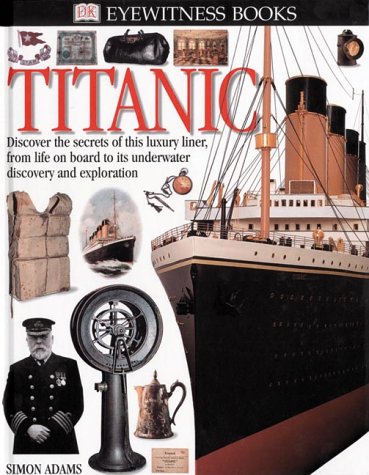 DK EYEWITNESS BOOKS
TITANIC
Discover the secrets of this luxury liner,
from life on board to its underwater
discovery and exploration
SIMON ADAMS